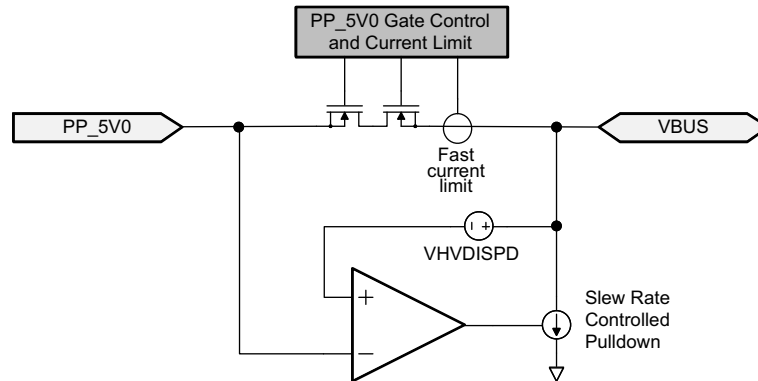 PP_5V0 Gate Control
and Current Limit
PP_5V0
VBUS
Fast
current
limit
VHVDISPD
Slew Rate
Controlled
Pulldown